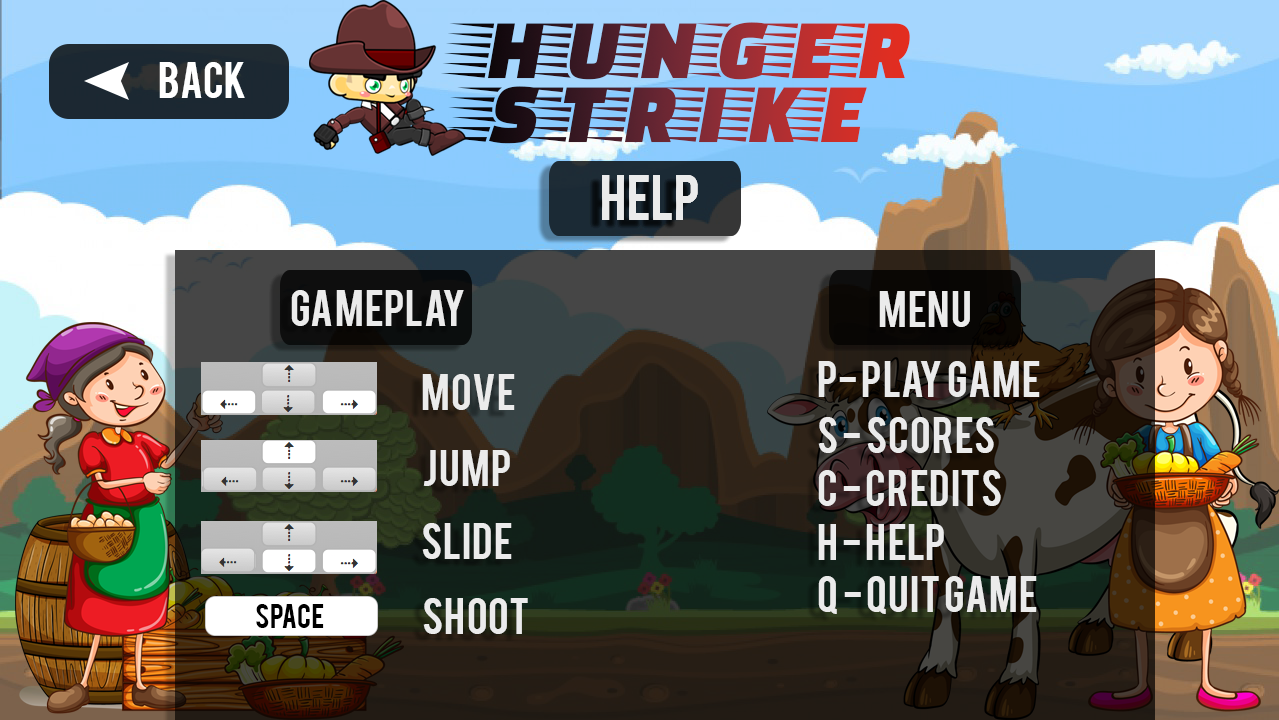 BACK
HUNGER
STRIKE
HELP
GAMEPLAY
MOVE
JUMP
SLIDE
SPACE
SHOOT
MENU
P-PLAY GAME
S-SCORES
C-CREDITS
H-HELP
Q-QUIT GAME